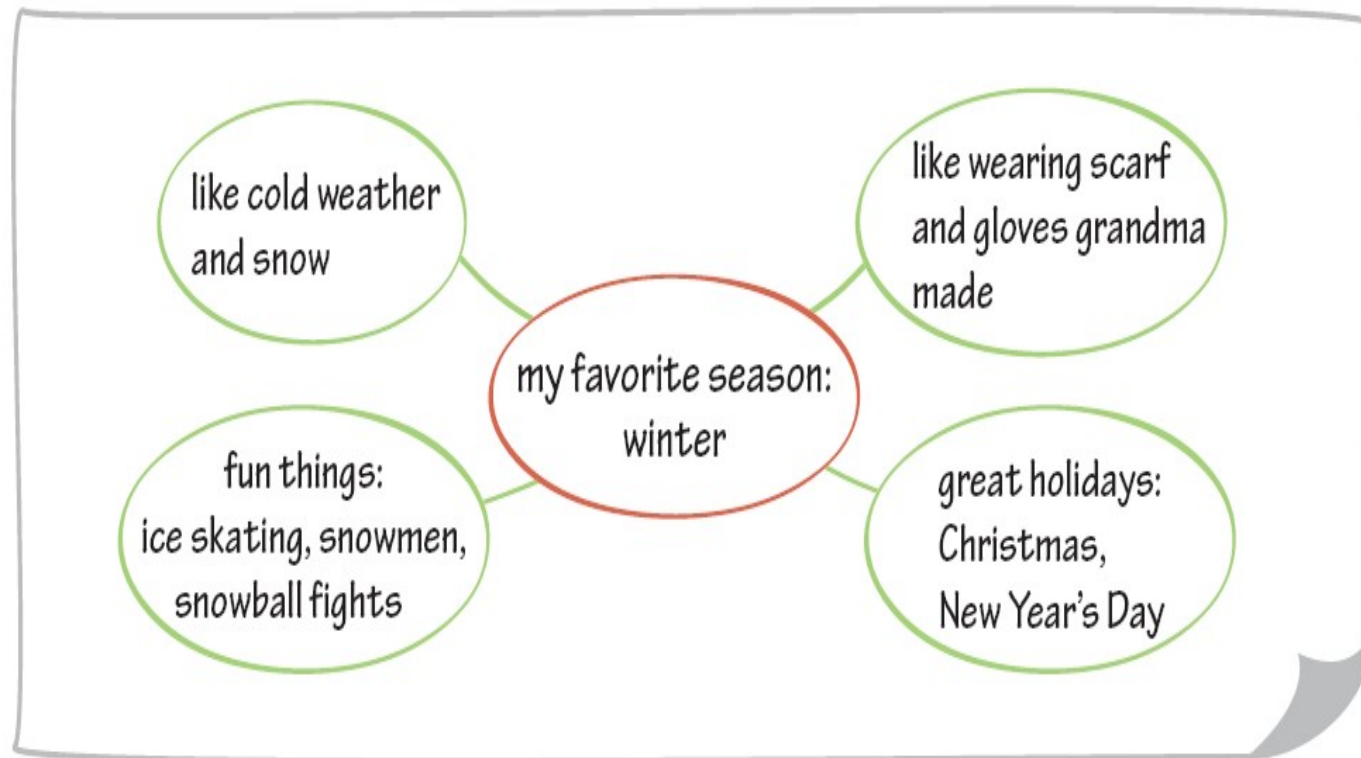 like cold weather
and snow
like wearing scarf
and gloves grandma
made
my favorite season:
winter
fun things:
ice skating, snowmen,
snowball fights
great holidays:
Christmas,
New Year's Day